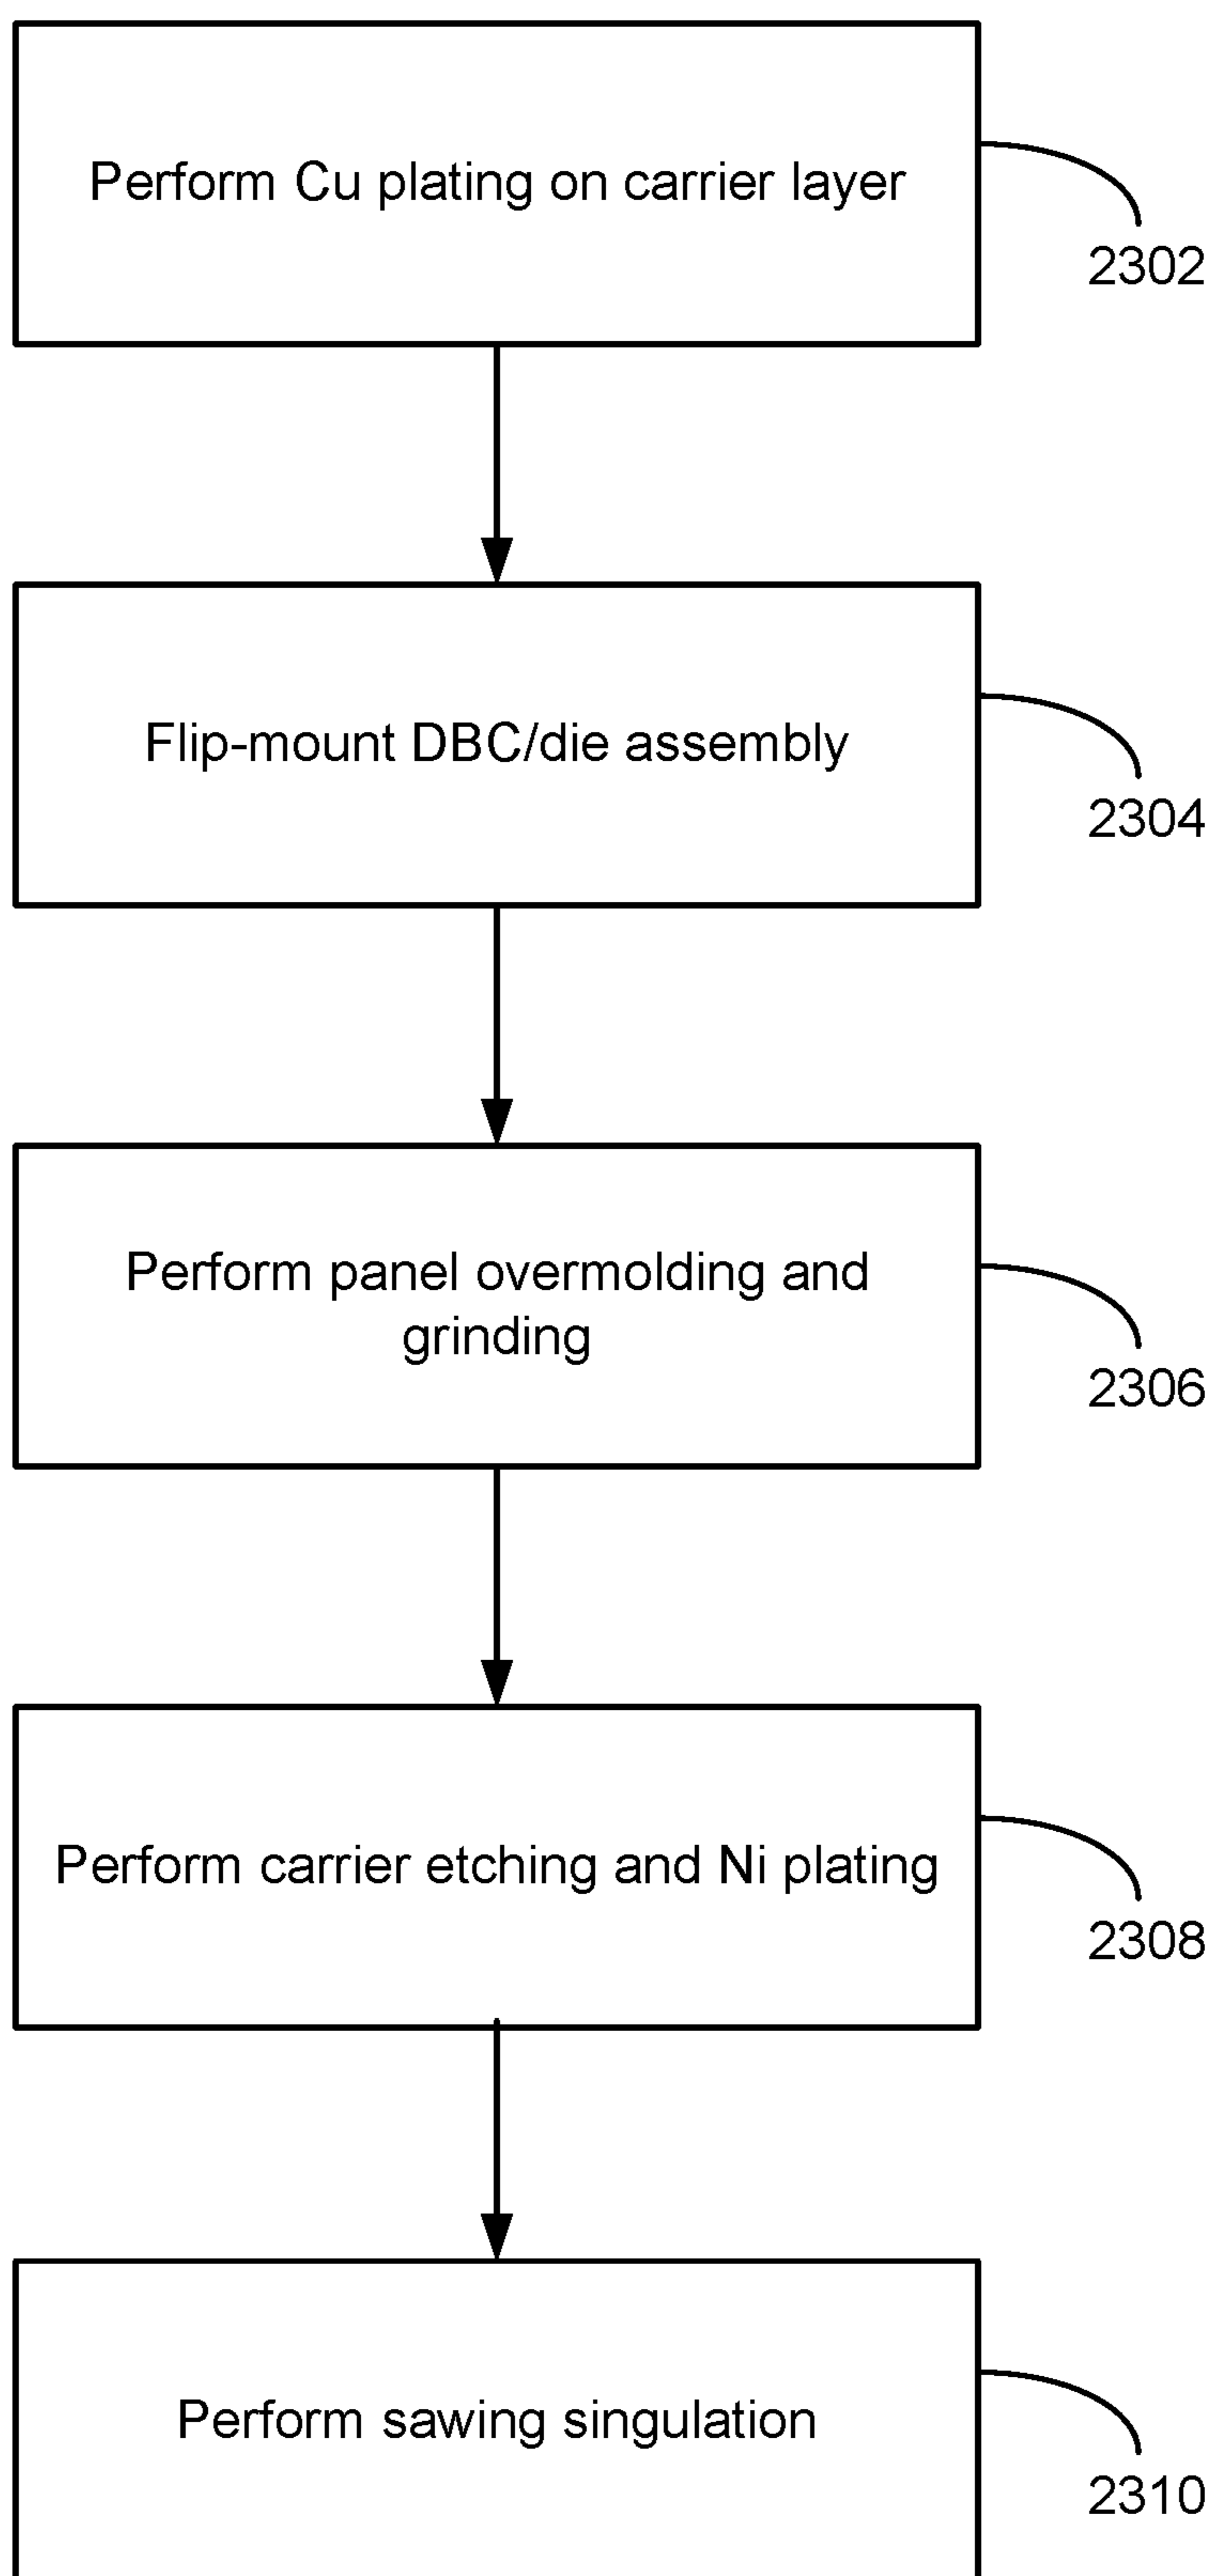 Perform Cu plating on carrier layer
2302
Flip-mount DBC/die assembly
2304
Perform panel overmolding and
grinding
2306
Perform carrier etching and Ni plating
2308
Perform sawing singulation
2310